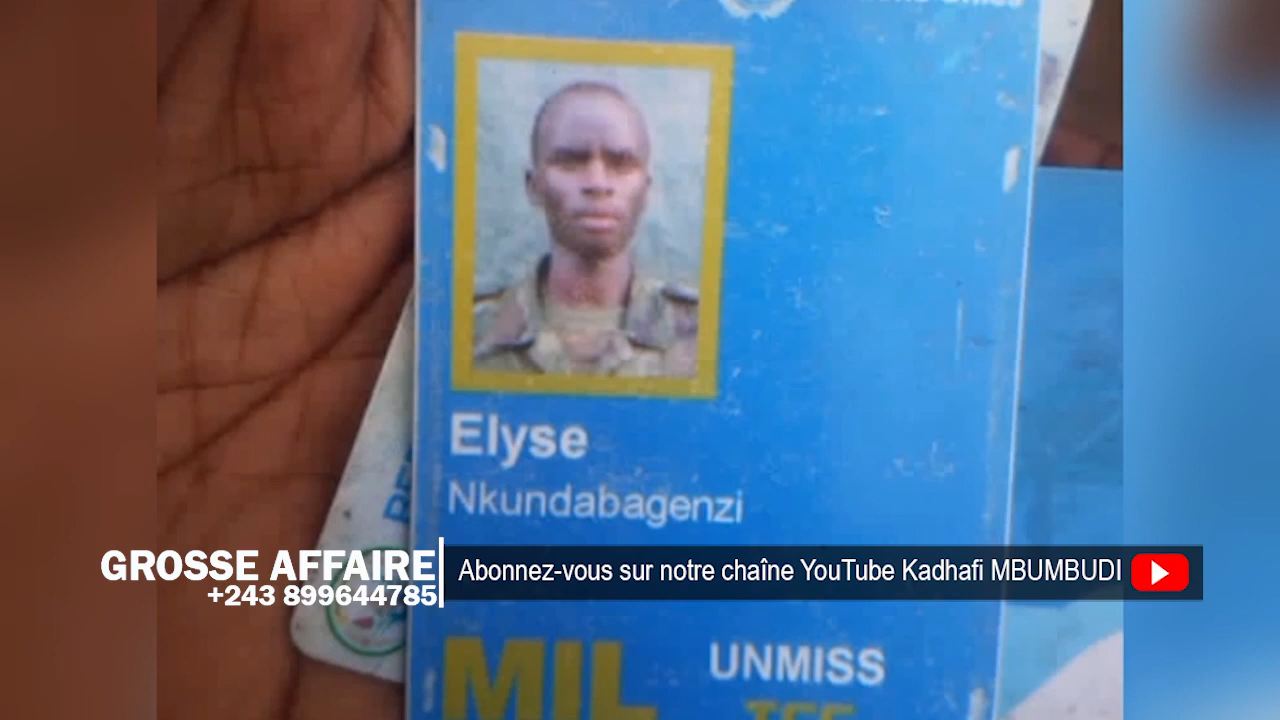 Elyse
Nkundabagenzi
GROSSE AFFAIRE
+243 899644785
Abonnez-vous sur notre chaîne YouTube Kadhafi MBUMBUDI
MIL
UNMISS